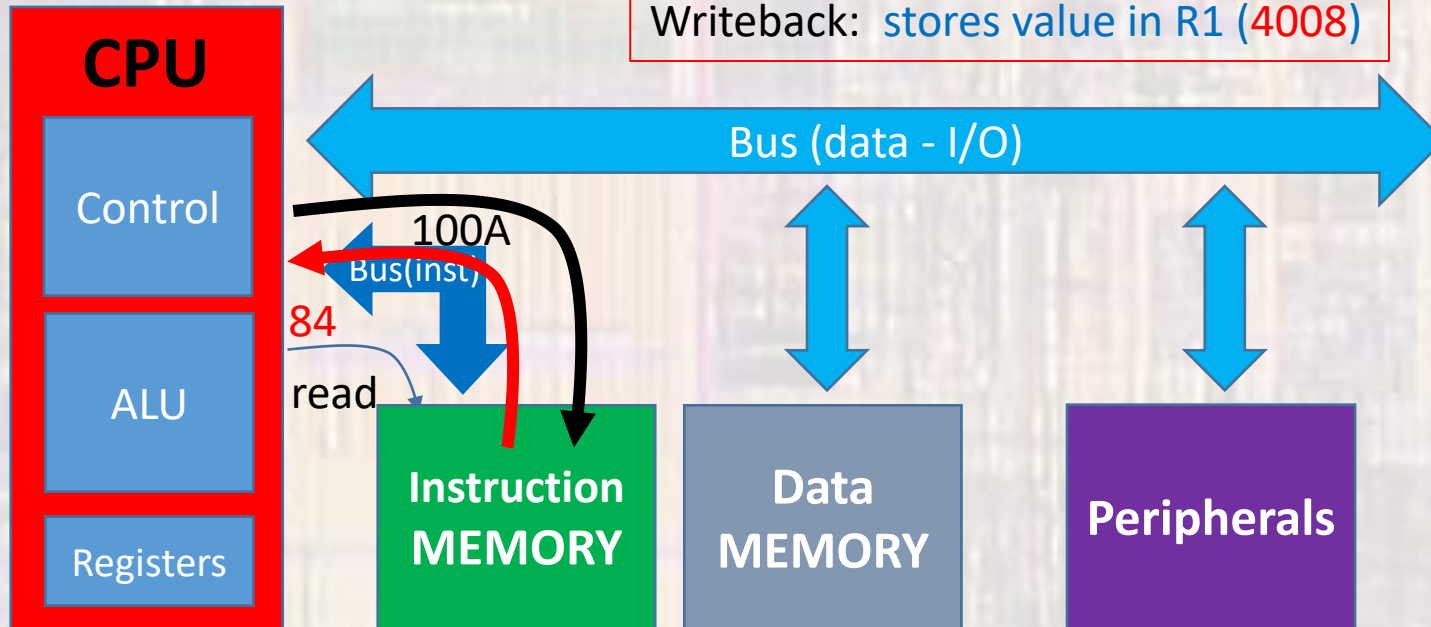 Writeback: stores value in R1 (4008)
CPU
Bus (data - I/O)
Control
100A
Bus(inst)
84
read
ALU
Registers
Instruction
MEMORY
Data
MEMORY
Peripherals